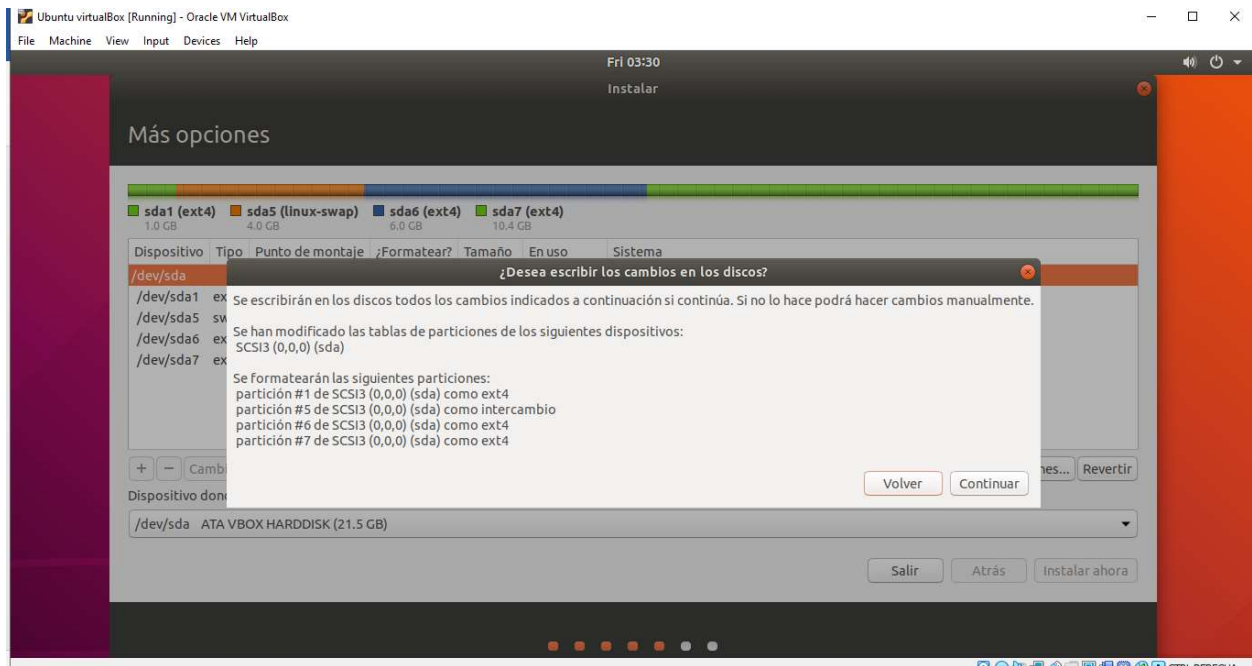 Ubuntu virtualBox [Running] - Oracle VM VirtualBox
File Machine View Input Devices Help
Fri 03:30
Instalar
Más opciones
sda1 (ext4) sda5 (linux-swap) sda6 (ext4) sda7 (ext4)
1.0 GB 4.0 GB 6.0 GB 10.4 GB
Dispositivo Tipo Punto de montaje ¿Formatear? Tamaño En uso Sistema
/dev/sda
¿Desea escribir los cambios en los discos?
/dev/sda1 ex
/dev/sda5 sw
/dev/sda6 ex
/dev/sda7 ex
Se escribirán en los discos todos los cambios indicados a continuación si continúa. Si no lo hace podrá hacer cambios manualmente.
Se han modificado las tablas de particiones de los siguientes dispositivos:
SCSI3 (0,0,0) (sda)
Se formatearán las siguientes particiones:
partición #1 de SCSI3 (0,0,0) (sda) como ext4
partición #5 de SCSI3 (0,0,0) (sda) como intercambio
partición #6 de SCSI3 (0,0,0) (sda) como ext4
partición #7 de SCSI3 (0,0,0) (sda) como ext4
Volver Continuar
+ - Cambi nes... Revertir
Dispositivo dond
/dev/sda ATA VBOX HARDDISK (21.5 GB)
Salir Atrás Instalar ahora